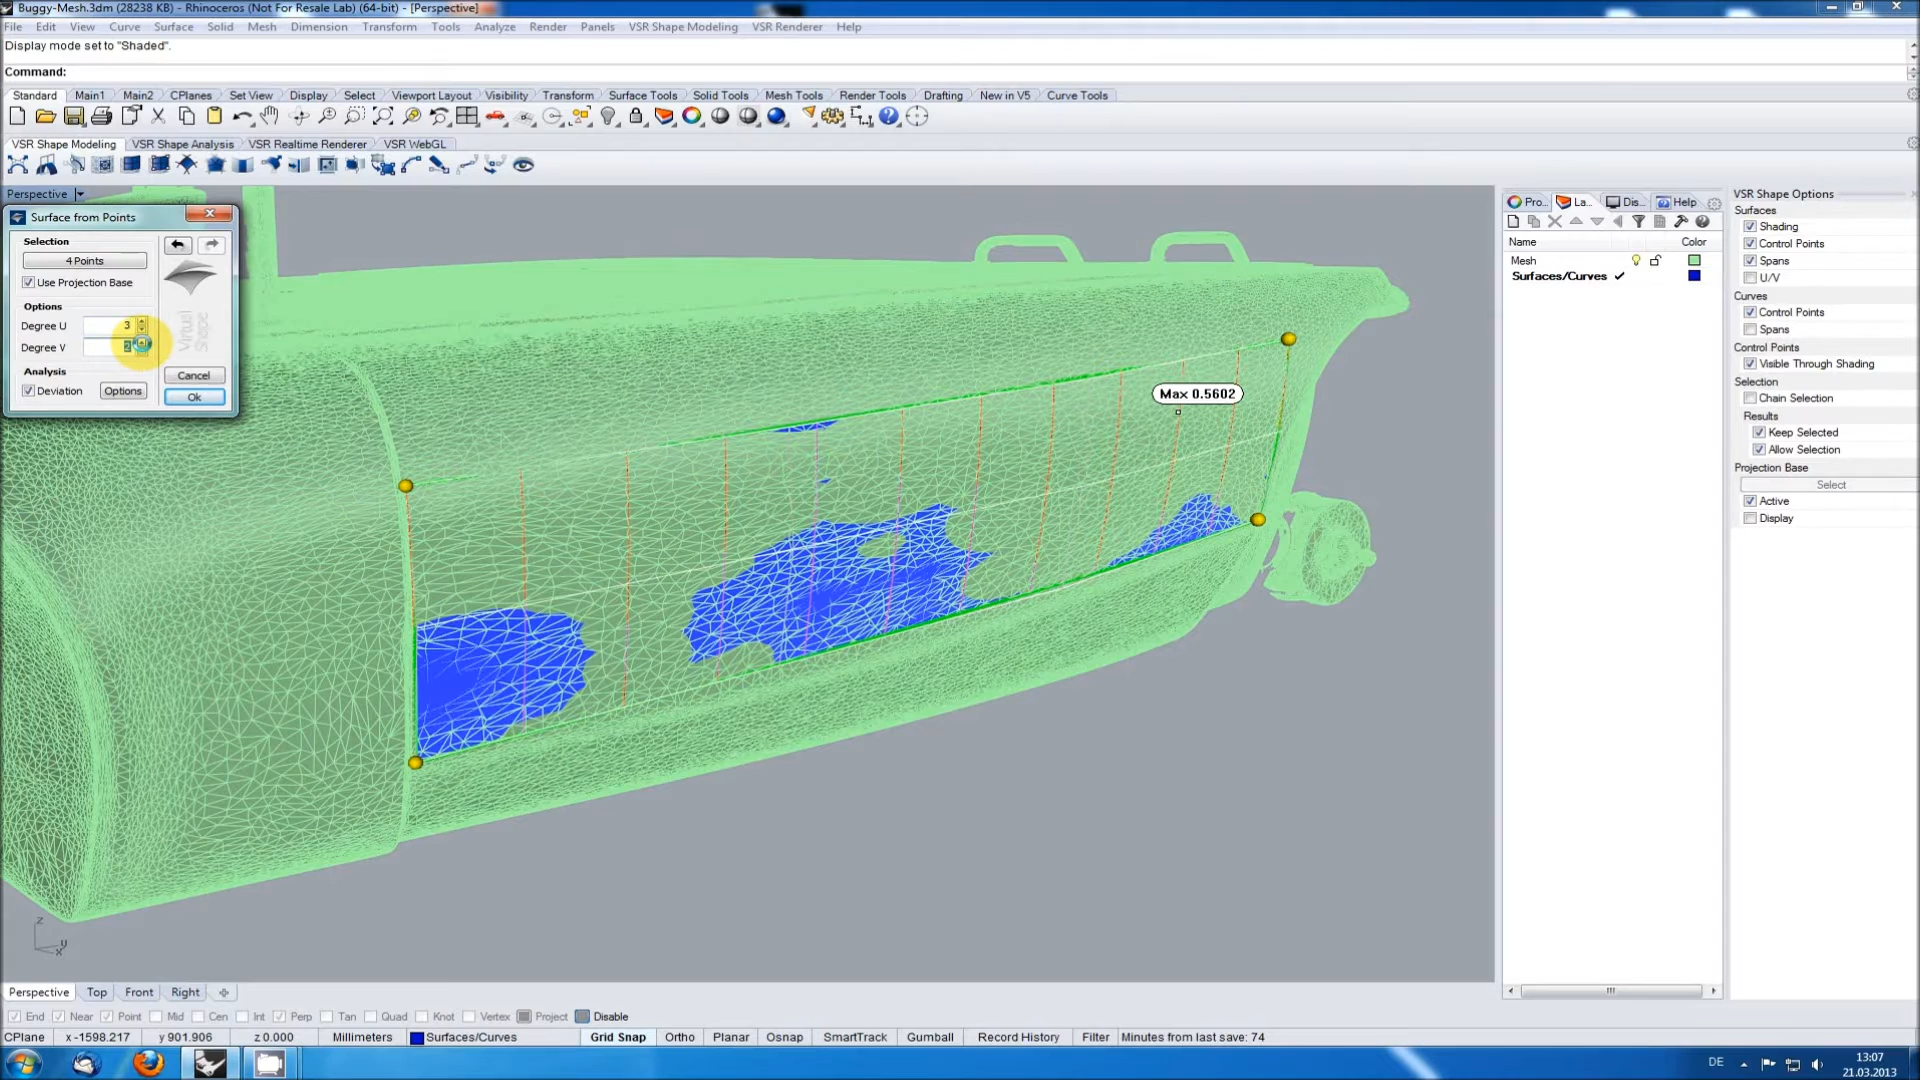 Buggy-Mesh.3dm (28238 KB) - Rhinoceros (Not For Resale Lab) (64-bit) - [Perspective]
File Edit View Curve Surface Solid Mesh Dimension Transform Tools Analyze Render Panels VSR Shape Modeling VSR Renderer Help
Display mode set to "Shaded".
Command:
Standard Main1 Main2 CPlanes Set View Display Select Viewport Layout Visibility Transform Surface Tools Solid Tools Mesh Tools Render Tools Drafting New in V5 Curve Tools
VSR Shape Modeling VSR Shape Analysis VSR Realtime Renderer VSR WebGL
Perspective
Surface from Points
Selection
4 Points
Use Projection Base
Options
Degree U 3
Degree V 2
Virtual Shape
Analysis
Deviation Options
Cancel
Ok
Max 0.5602
Pro... La... Dis... Help
Name Color
Mesh
Surfaces/Curves
VSR Shape Options
Surfaces
Shading
Control Points
Spans
U/V
Curves
Control Points
Spans
Control Points
Visible Through Shading
Selection
Chain Selection
Results
Keep Selected
Allow Selection
Projection Base
Select
Active
Display
z
y
x
Perspective Top Front Right
End Near Point Mid Cen Int Perp Tan Quad Knot Vertex Project Disable
CPlane x -1598.217 y 901.906 z 0.000 Millimeters Surfaces/Curves Grid Snap Ortho Planar Osnap SmartTrack Gumball Record History Filter Minutes from last save: 74
DE
13:07
21.03.2013